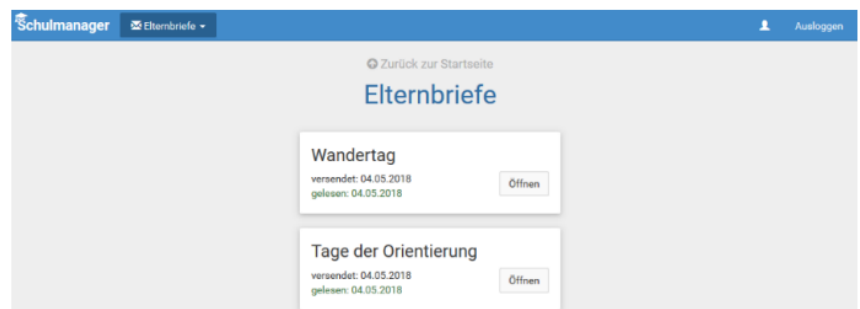 Schulmanager Elternbriefe Ausloggen
Zurück zur Startseite
Elternbriefe
Wandertag
versendet: 04.05.2018
gelesen: 04.05.2018
Öffnen
Tage der Orientierung
versendet: 04.05.2018
gelesen: 04.05.2018
Öffnen